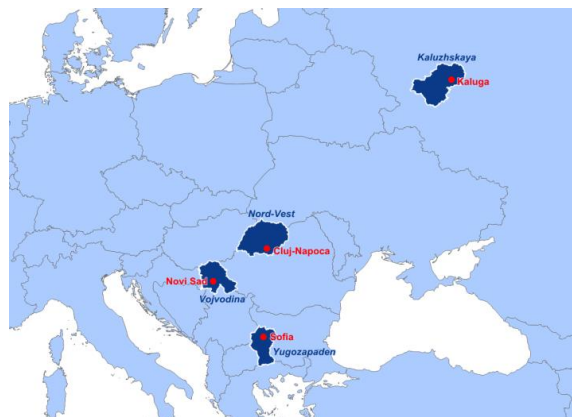 Kaluzhskaya
Kaluga
Nord-Vest
Cluj-Napoca
Novi Sad
Vojvodina
Sofia
Yugozapaden